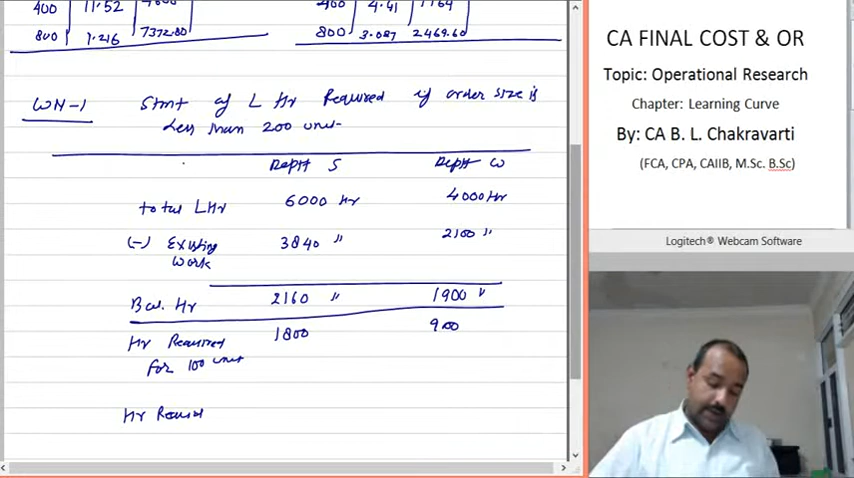 400 11.52 4608 400 4.41 1764
800 9.216 7372.80 800 3.087 2469.60
WN-1 Stmt of L Hr Required if order size is
Less than 200 unit
Deptt S Deptt W
Total L Hr 6000 Hr 4000 Hr
(-) Existing 3840 " 2100 "
Work
Bal. Hr 2160 " 1900 "
Hr Required 1800 900
for 100 unit
Hr
CA FINAL COST & OR
Topic: Operational Research
Chapter: Learning Curve
By: CA B. L. Chakravarti
(FCA, CPA, CAIIB, M.Sc. B.Sc)
Logitech® Webcam Software